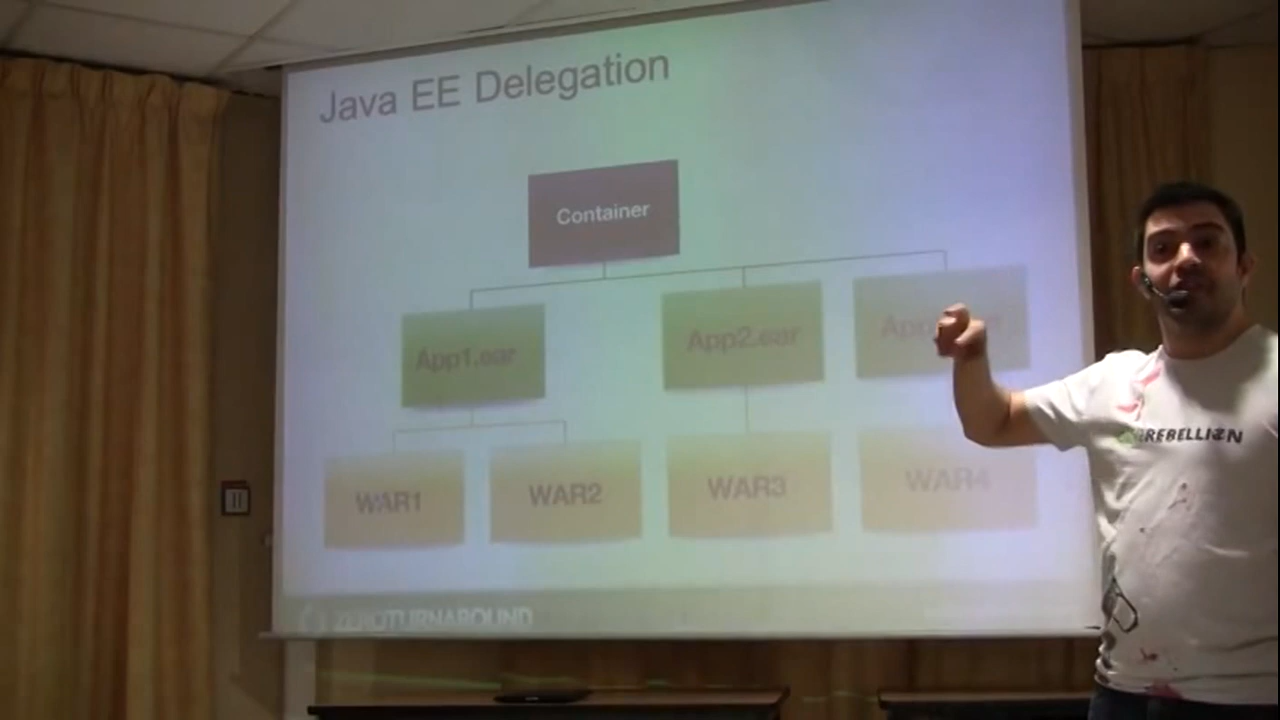 Java EE Delegation
Container
App1.ear
App2.ear
WAR1
WAR2
WAR3
WAR4
ZEROTURNAROUND
REBELLION